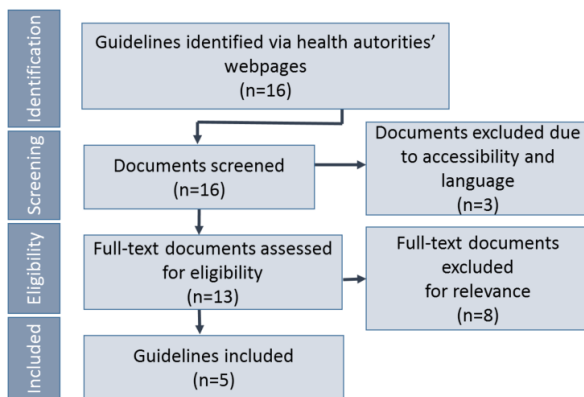 Identification
Guidelines identified via health autorities'
webpages
(n=16)
Screening
Documents screened
(n=16)
Documents excluded due
to accessibility and
language
(n=3)
Eligibility
Full-text documents assessed
for eligibility
(n=13)
Full-text documents
excluded
for relevance
(n=8)
Included
Guidelines included
(n=5)